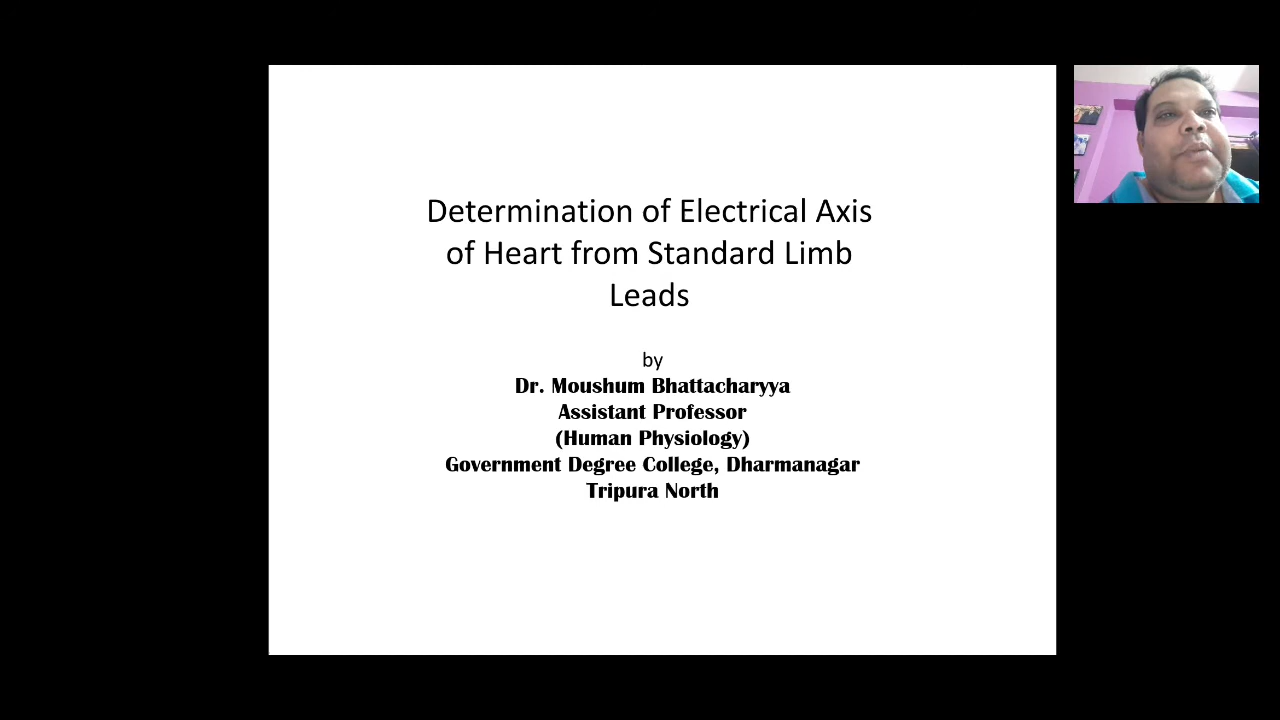 Determination of Electrical Axis
of Heart from Standard Limb
Leads
by
Dr. Moushum Bhattacharyya
Assistant Professor
(Human Physiology)
Government Degree College, Dharmanagar
Tripura North